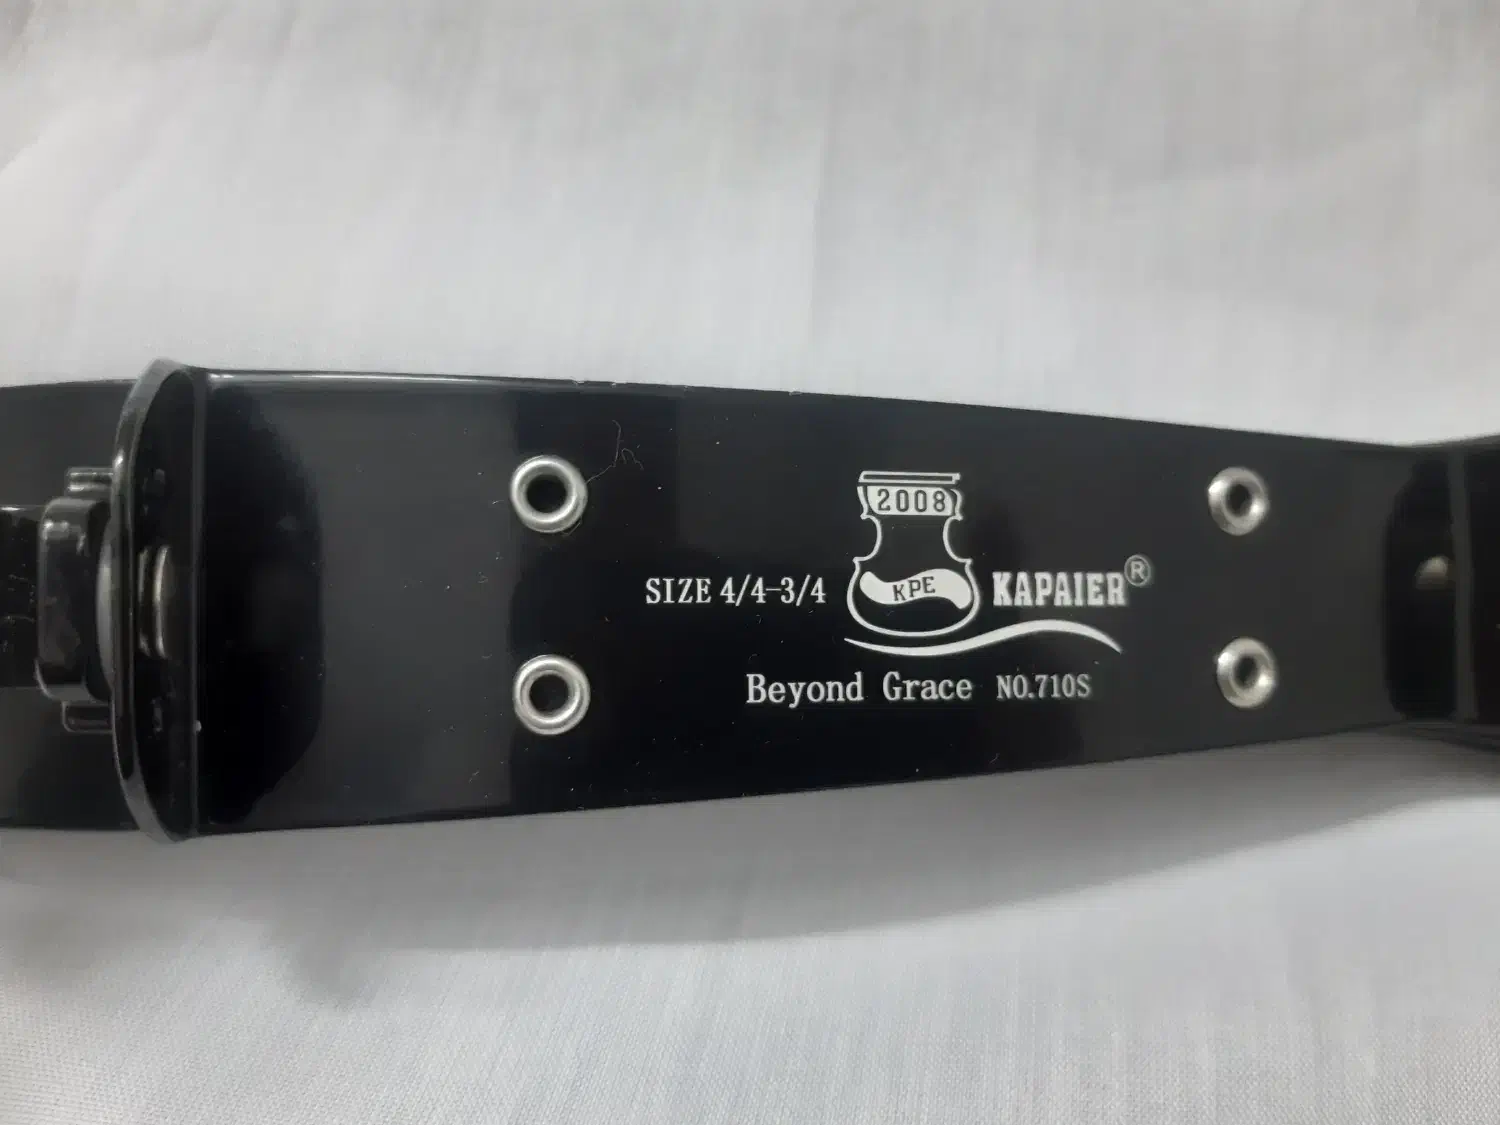 2008
SIZE 4/4-3/4 KPE KAPAIER®
Beyond Grace NO.710S